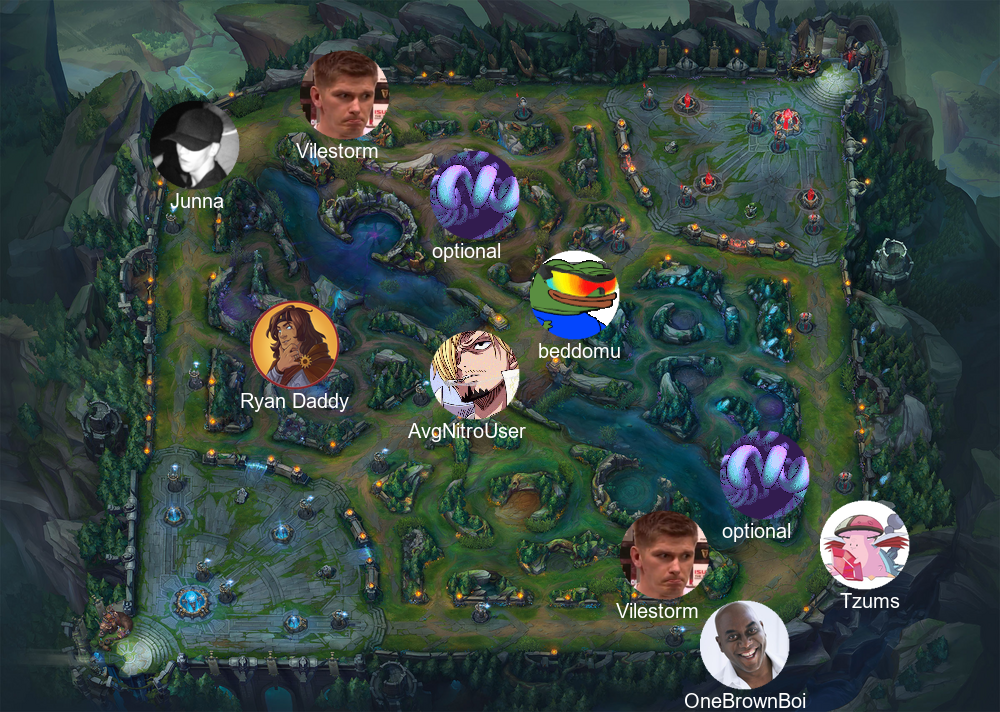 Vilestorm
Junna
optional
beddomu
Ryan Daddy
AvgNitroUser
optional
Vilestorm
Tzums
OneBrownBoi